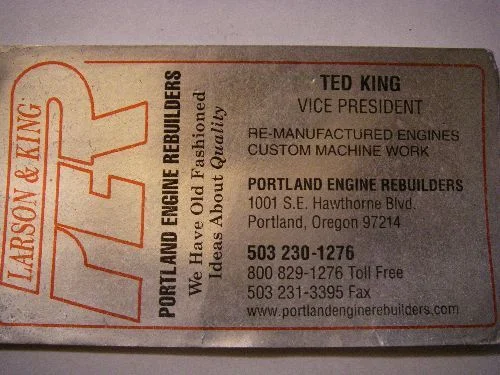 LARSON & KING
PORTLAND ENGINE REBUILDERS
We Have Old Fashioned
Ideas About Quality
TED KING
VICE PRESIDENT
RE-MANUFACTURED ENGINES
CUSTOM MACHINE WORK
PORTLAND ENGINE REBUILDERS
1001 S.E. Hawthorne Blvd.
Portland, Oregon 97214
503 230-1276
800 829-1276 Toll Free
503 231-3395 Fax
www.portlandenginerebuilders.com